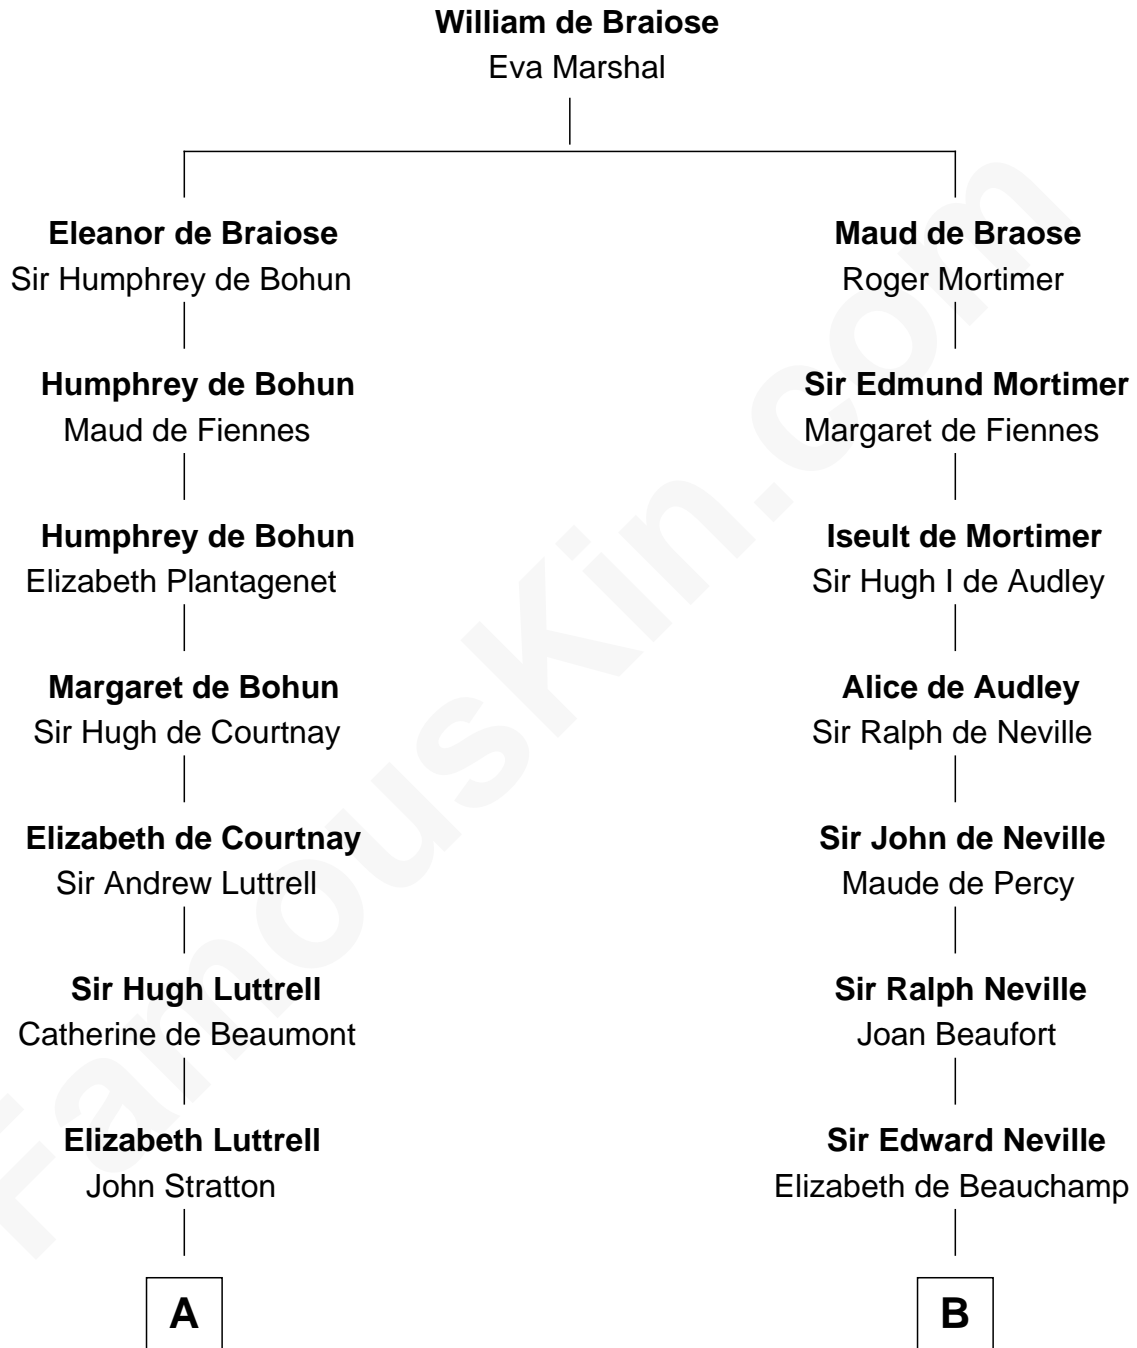 William de Braiose
Eva Marshal
Eleanor de Braiose
Sir Humphrey de Bohun
Maud de Braose
Roger Mortimer
Humphrey de Bohun
Maud de Fiennes
Sir Edmund Mortimer
Margaret de Fiennes
Humphrey de Bohun
Elizabeth Plantagenet
Iseult de Mortimer
Sir Hugh I de Audley
Margaret de Bohun
Sir Hugh de Courtnay
Alice de Audley
Sir Ralph de Neville
Elizabeth de Courtnay
Sir Andrew Luttrell
Sir John de Neville
Maude de Percy
Sir Hugh Luttrell
Catherine de Beaumont
Sir Ralph Neville
Joan Beaufort
Elizabeth Luttrell
John Stratton
Sir Edward Neville
Elizabeth de Beauchamp
A
B
FamousKin.com